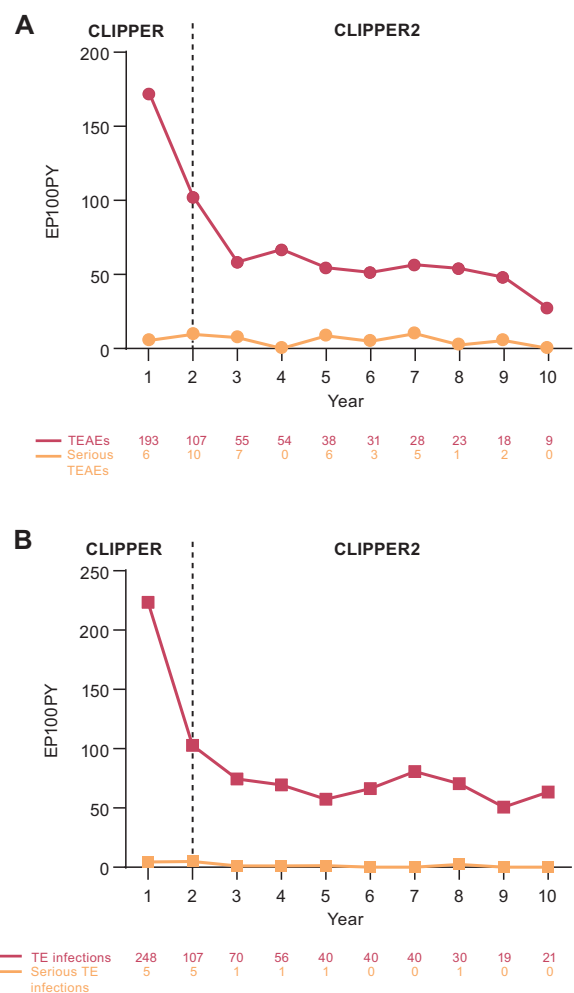 A
CLIPPER CLIPPER2
200
150
100
50
0
EP100PY
1 2 3 4 5 6 7 8 9 10
Year
TEAEs 193 107 55 54 38 31 28 23 18 9
Serious 6 10 7 0 6 3 5 1 2 0
TEAEs
B
CLIPPER CLIPPER2
250
200
150
100
50
0
EP100PY
1 2 3 4 5 6 7 8 9 10
Year
TE infections 248 107 70 56 40 40 40 30 19 21
Serious TE 5 5 1 1 1 0 0 1 0 0
infections